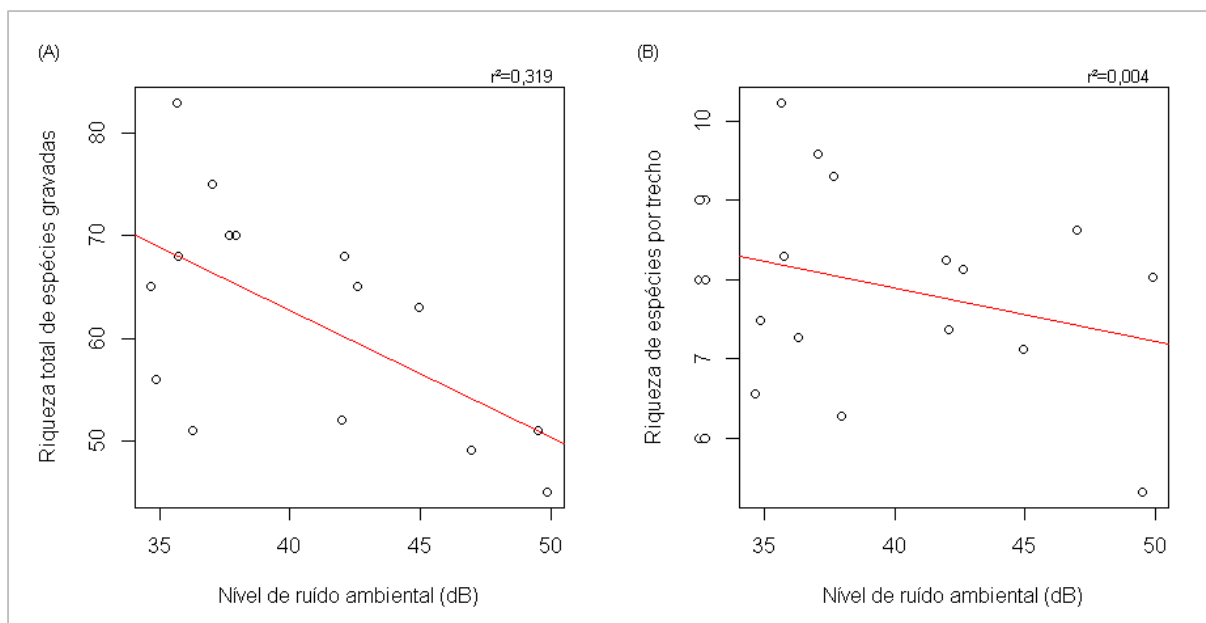 (A)
r²=0,319
Riqueza total de espécies gravadas
80
70
60
50
35 40 45 50
Nível de ruído ambiental (dB)
(B)
r²=0,004
Riqueza de espécies por trecho
10
9
8
7
6
35 40 45 50
Nível de ruído ambiental (dB)